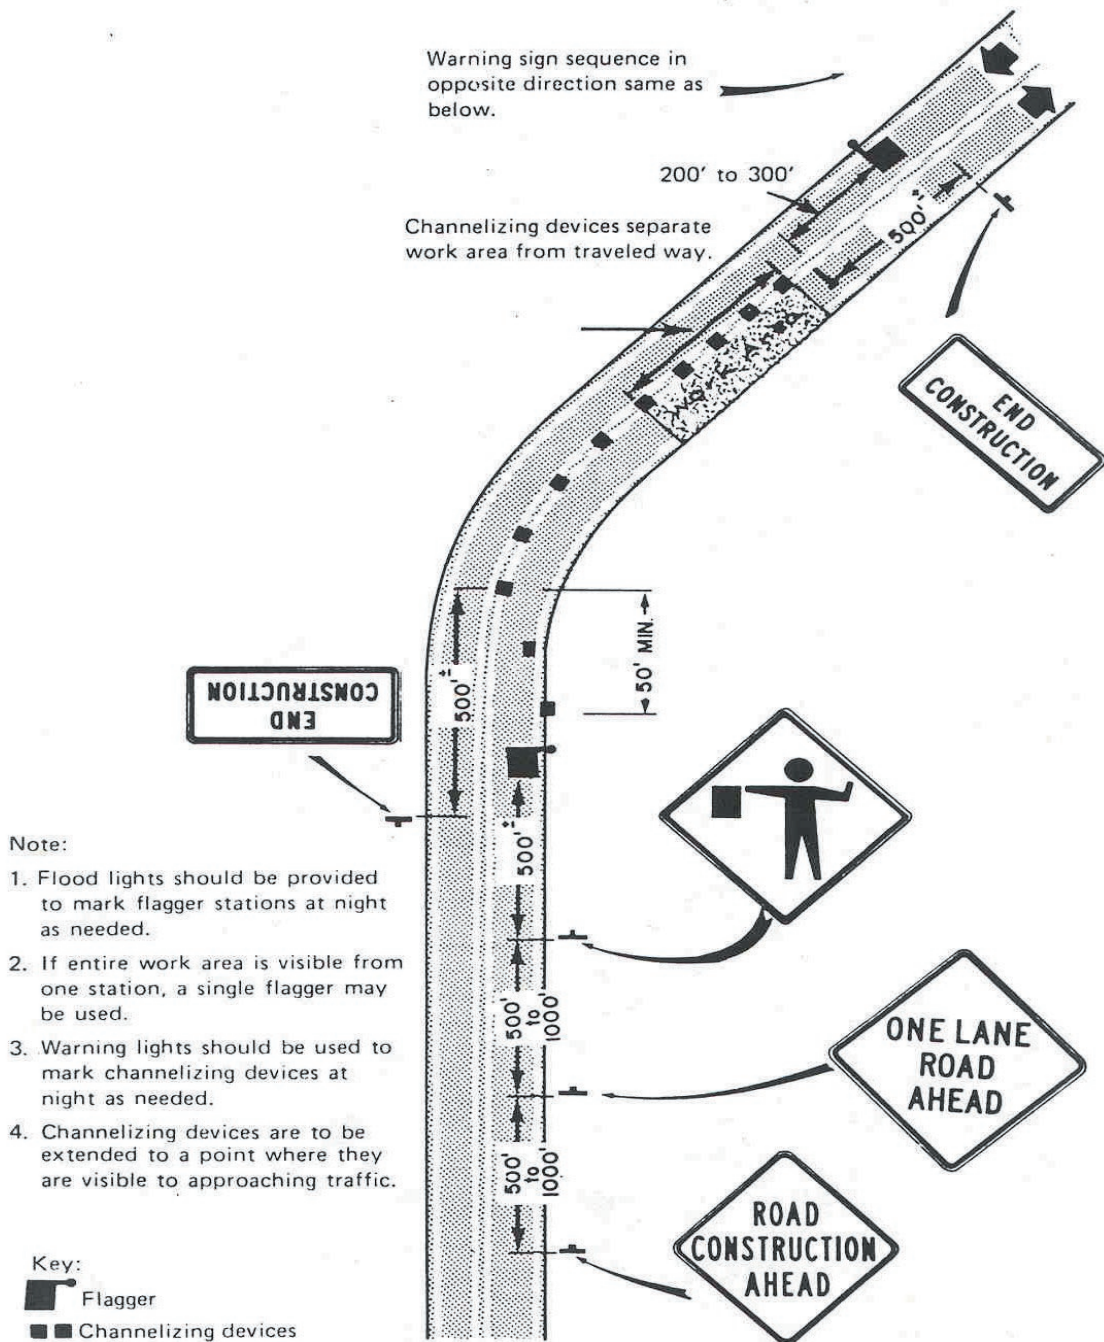 Warning sign sequence in
opposite direction same as
below.
200' to 300'
Channelizing devices separate
work area from traveled way.
500'±
WORK AREA
END
CONSTRUCTION
50' MIN.
500'±
END
CONSTRUCTION
500'±
Note:
1. Flood lights should be provided
to mark flagger stations at night
as needed.
2. If entire work area is visible from
one station, a single flagger may
be used.
3. Warning lights should be used to
mark channelizing devices at
night as needed.
4. Channelizing devices are to be
extended to a point where they
are visible to approaching traffic.
500'
to
1000'
ONE LANE
ROAD
AHEAD
500'
to
1000'
ROAD
CONSTRUCTION
AHEAD
Key:
Flagger
Channelizing devices